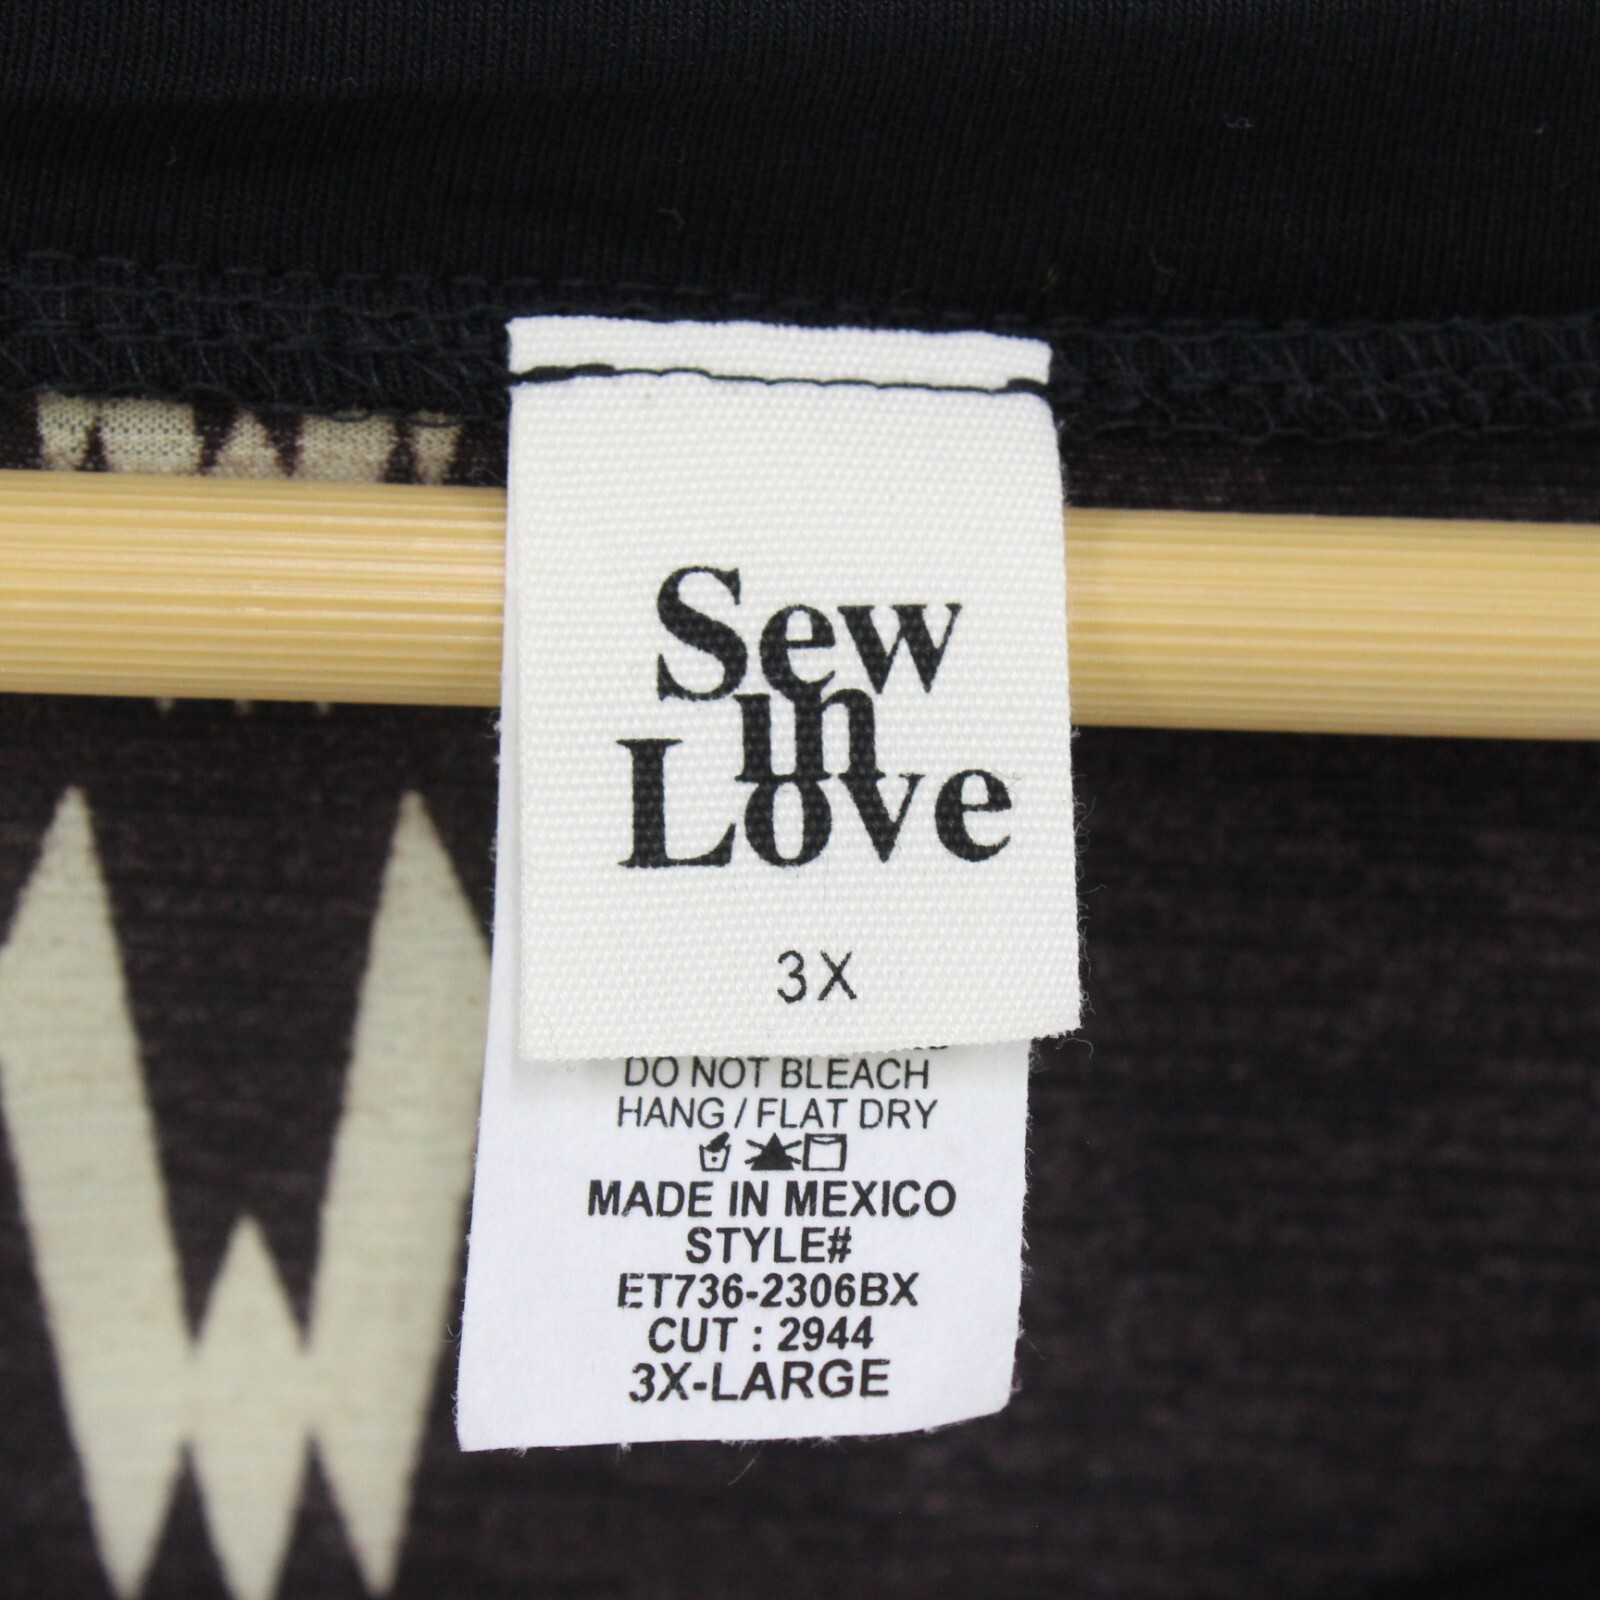 Sew
in
Love
3X
DO NOT BLEACH
HANG / FLAT DRY
MADE IN MEXICO
STYLE#
ET736-2306BX
CUT : 2944
3X-LARGE